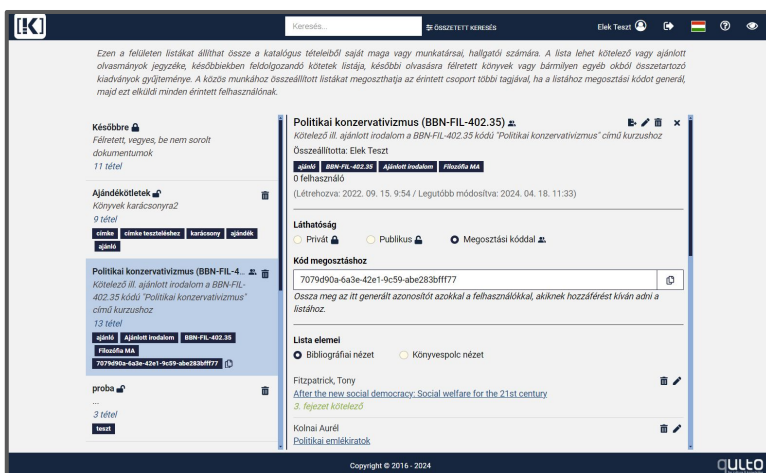 [K]
Keresés...
ÖSSZETETT KERESÉS
Elek Teszt
Ezen a felületen listákat állíthat össze a katalógus tételeiből saját maga vagy munkatársai, hallgatói számára. A lista lehet kötelező vagy ajánlott
olvasmányok jegyzéke, későbbiekben feldolgozandó kötetek listája, későbbi olvasásra félretett könyvek vagy bármilyen egyéb okból összetartozó
kiadványok gyűjteménye. A közös munkához összeállított listákat megoszthatja az érintett csoport többi tagjával, ha a listához megosztási kódot generál,
majd ezt elküldi minden érintett felhasználónak.
Későbbre
Félretett, vegyes, be nem sorolt
dokumentumok
11 tétel
Ajándékötletek
Könyvek karácsonyra2
9 tétel
címke címke teszteléshez karácsony ajándék
ajánló
Politikai konzervativizmus (BBN-FIL-4...
Kötelező ill. ajánlott irodalom a BBN-FIL-
402.35 kódú "Politikai konzervativizmus"
című kurzushoz
13 tétel
ajánló Ajánlott irodalom BBN-FIL-402.35
Filozófia MA
7079d90a-6a3e-42e1-9c59-abe283bfff77
proba
...
3 tétel
teszt
Politikai konzervativizmus (BBN-FIL-402.35)
Kötelező ill. ajánlott irodalom a BBN-FIL-402.35 kódú "Politikai konzervativizmus" című kurzushoz
Összeállította: Elek Teszt
ajánló BBN-FIL-402.35 Ajánlott irodalom Filozófia MA
0 felhasználó
(Létrehozva: 2022. 09. 15. 9:54 / Legutóbb módosítva: 2024. 04. 18. 11:33)
Láthatóság
Privát Publikus Megosztási kóddal
Kód megosztáshoz
7079d90a-6a3e-42e1-9c59-abe283bfff77
Ossza meg az itt generált azonosítót azokkal a felhasználókkal, akiknek hozzáférést kíván adni a
listához.
Lista elemei
Bibliográfiai nézet Könyvespolc nézet
Fitzpatrick, Tony
After the new social democracy: Social welfare for the 21st century
3. fejezet kötelező
Kolnai Aurél
Politikai emlékiratok
Copyright © 2016 - 2024
qulto